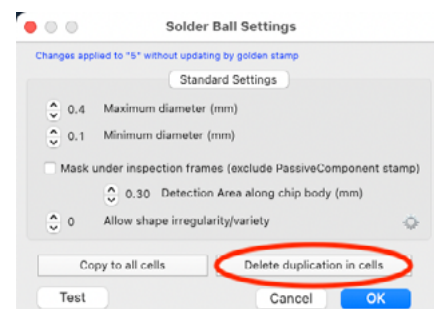 Solder Ball Settings
Changes applied to "5" without updating by golden stamp
Standard Settings
0.4 Maximum diameter (mm)
0.1 Minimum diameter (mm)
Mask under inspection frames (exclude PassiveComponent stamp)
0.30 Detection Area along chip body (mm)
0 Allow shape irregularity/variety
Copy to all cells Delete duplication in cells
Test Cancel OK